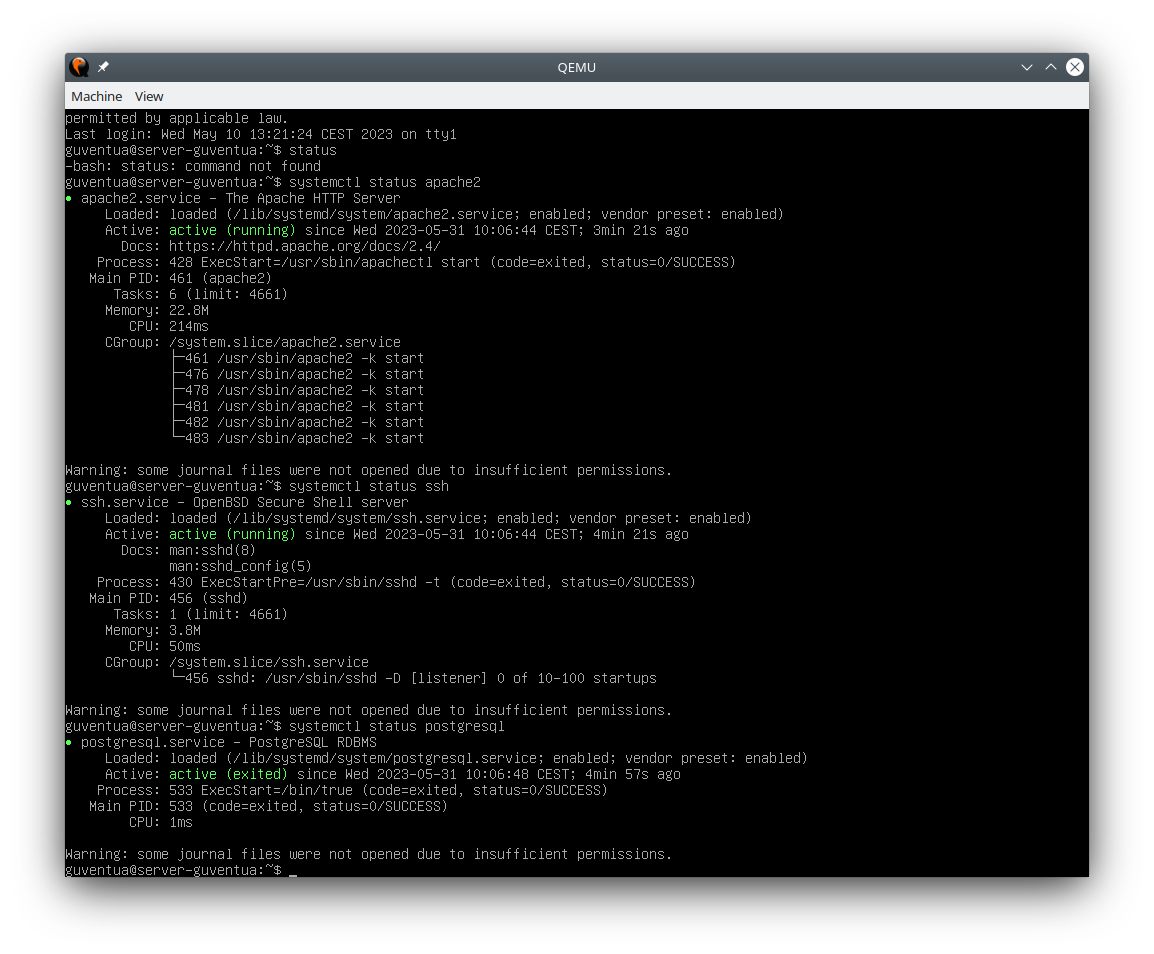 QEMU
Machine View
permitted by applicable law.
Last login: Wed May 10 13:21:24 CEST 2023 on tty1
guventua@server-guventua:~$ status
-bash: status: command not found
guventua@server-guventua:~$ systemctl status apache2
● apache2.service - The Apache HTTP Server
     Loaded: loaded (/lib/systemd/system/apache2.service; enabled; vendor preset: enabled)
     Active: active (running) since Wed 2023-05-31 10:06:44 CEST; 3min 21s ago
       Docs: https://httpd.apache.org/docs/2.4/
    Process: 428 ExecStart=/usr/sbin/apachectl start (code=exited, status=0/SUCCESS)
   Main PID: 461 (apache2)
      Tasks: 6 (limit: 4661)
     Memory: 22.8M
        CPU: 214ms
     CGroup: /system.slice/apache2.service
             ├─461 /usr/sbin/apache2 -k start
             ├─476 /usr/sbin/apache2 -k start
             ├─478 /usr/sbin/apache2 -k start
             ├─481 /usr/sbin/apache2 -k start
             ├─482 /usr/sbin/apache2 -k start
             └─483 /usr/sbin/apache2 -k start

Warning: some journal files were not opened due to insufficient permissions.
guventua@server-guventua:~$ systemctl status ssh
● ssh.service - OpenBSD Secure Shell server
     Loaded: loaded (/lib/systemd/system/ssh.service; enabled; vendor preset: enabled)
     Active: active (running) since Wed 2023-05-31 10:06:44 CEST; 4min 21s ago
       Docs: man:sshd(8)
             man:sshd_config(5)
    Process: 430 ExecStartPre=/usr/sbin/sshd -t (code=exited, status=0/SUCCESS)
   Main PID: 456 (sshd)
      Tasks: 1 (limit: 4661)
     Memory: 3.8M
        CPU: 50ms
     CGroup: /system.slice/ssh.service
             └─456 sshd: /usr/sbin/sshd -D [listener] 0 of 10-100 startups

Warning: some journal files were not opened due to insufficient permissions.
guventua@server-guventua:~$ systemctl status postgresql
● postgresql.service - PostgreSQL RDBMS
     Loaded: loaded (/lib/systemd/system/postgresql.service; enabled; vendor preset: enabled)
     Active: active (exited) since Wed 2023-05-31 10:06:48 CEST; 4min 57s ago
    Process: 533 ExecStart=/bin/true (code=exited, status=0/SUCCESS)
   Main PID: 533 (code=exited, status=0/SUCCESS)
        CPU: 1ms

Warning: some journal files were not opened due to insufficient permissions.
guventua@server-guventua:~$ _